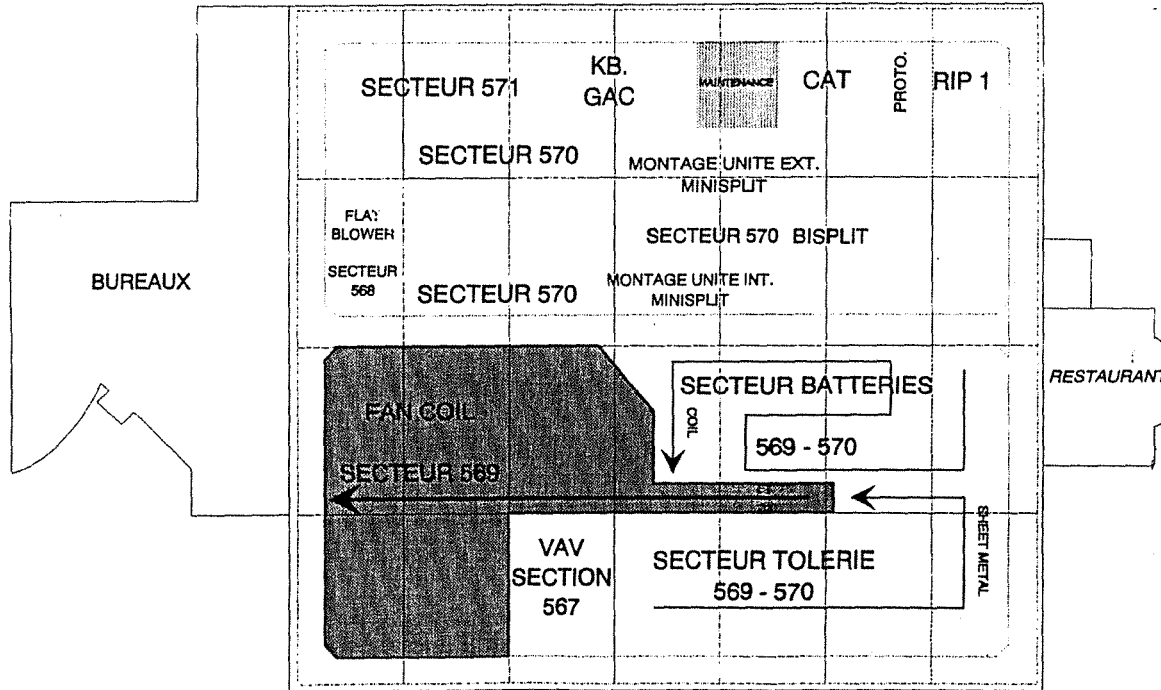 SECTEUR 571
KB.
GAC
MAINTENANCE
CAT
PROTO.
RIP 1
SECTEUR 570
MONTAGE UNITE EXT.
MINISPLIT
FLAT
BLOWER
SECTEUR
568
SECTEUR 570 BISPLIT
BUREAUX
SECTEUR 570
MONTAGE UNITE INT.
MINISPLIT
RESTAURANT
FAN COIL
SECTEUR BATTERIES
COIL
569 - 570
SECTEUR 569
SHEET METAL
VAV
SECTION
567
SECTEUR TOLERIE
569 - 570